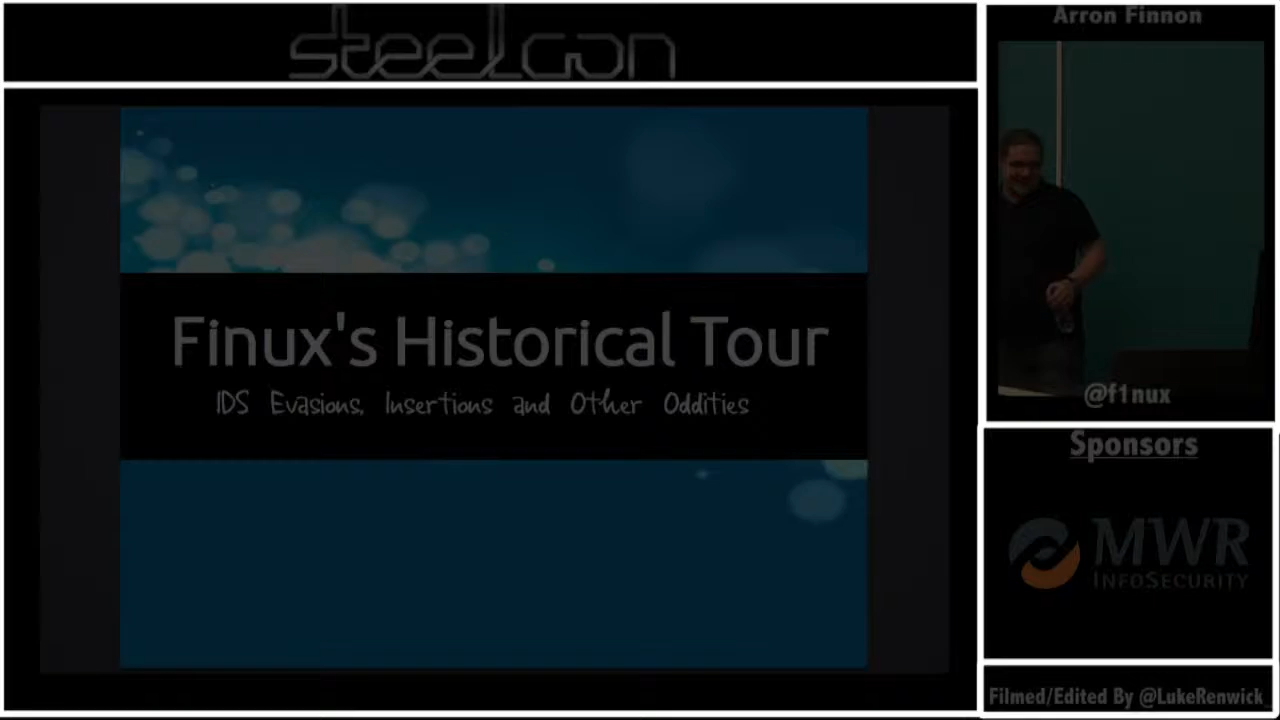 steelcon
Arron Finnon
Finux's Historical Tour
IDS Evasions, Insertions and Other Oddities
@f1nux
Sponsors
MWR
INFOSECURITY
Filmed/Edited By @LukeRenwick_